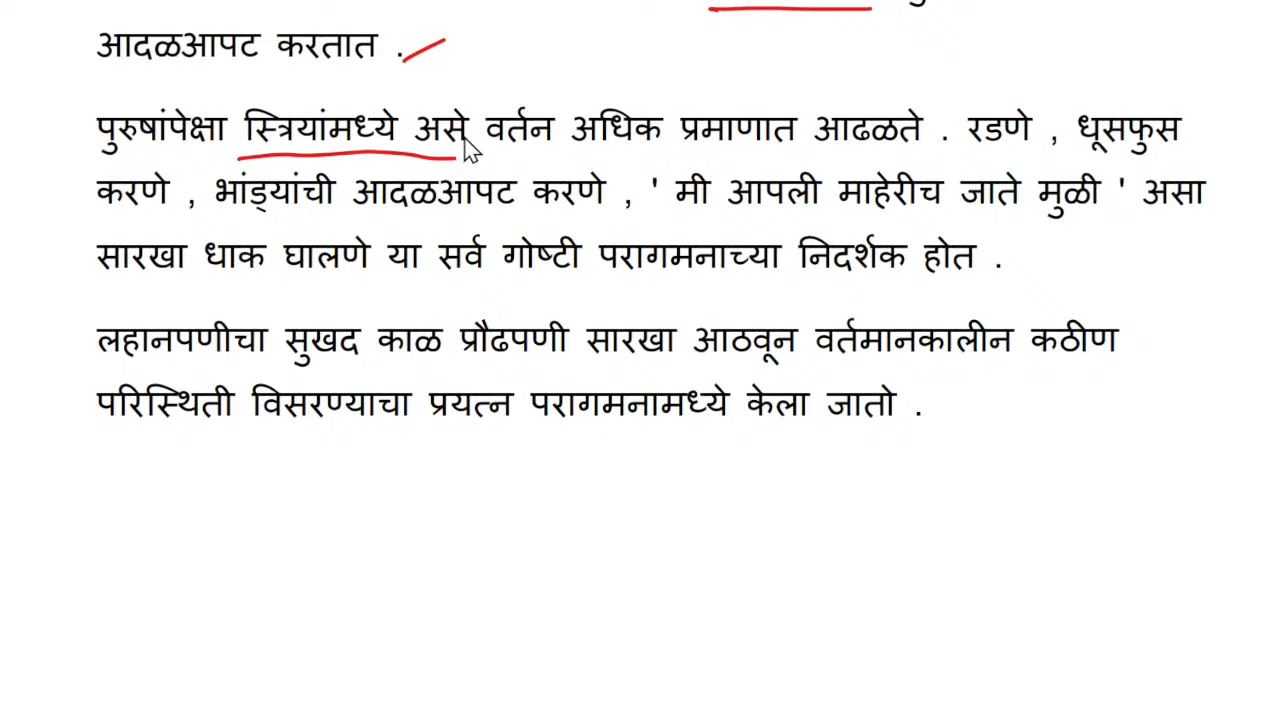 आदळआपट करतात .
पुरुषांपेक्षा स्त्रियांमध्ये असे वर्तन अधिक प्रमाणात आढळते . रडणे , धूसफुस
करणे , भांड्यांची आदळआपट करणे , ' मी आपली माहेरीच जाते मुळी ' असा
सारखा धाक घालणे या सर्व गोष्टी परागमनाच्या निदर्शक होत .
लहानपणीचा सुखद काळ प्रौढपणी सारखा आठवून वर्तमानकालीन कठीण
परिस्थिती विसरण्याचा प्रयत्न परागमनामध्ये केला जातो .